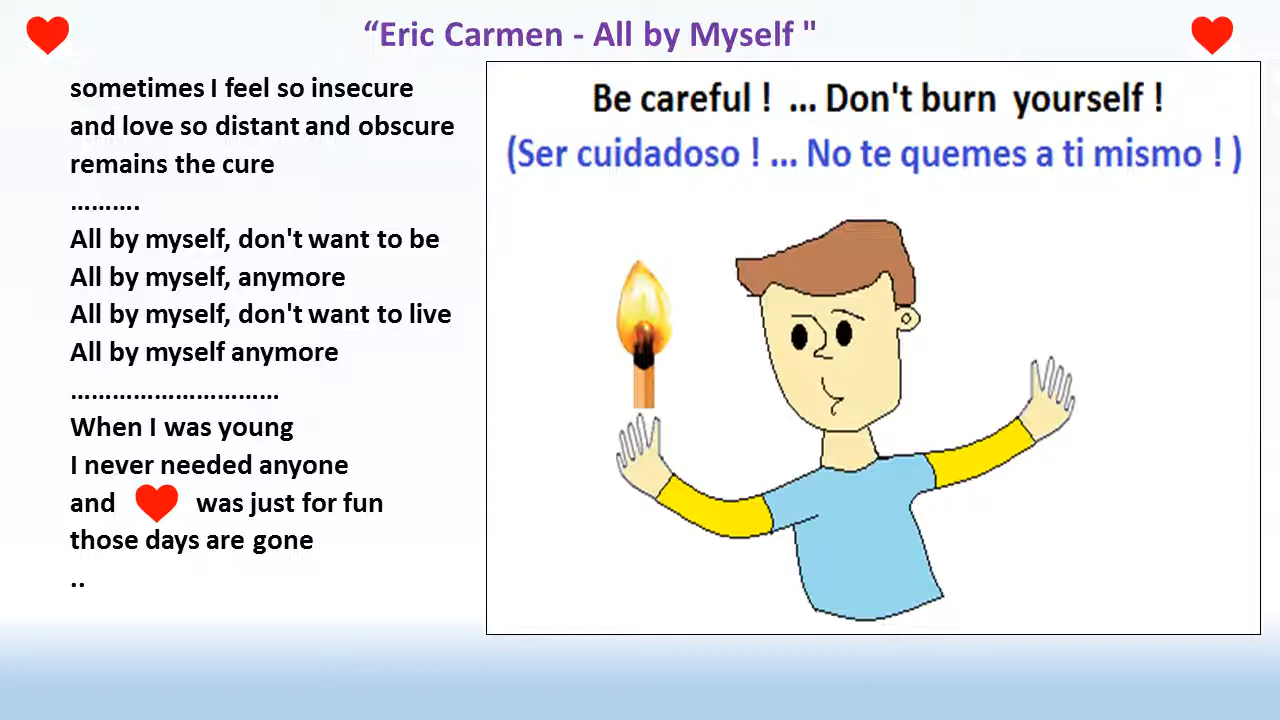 “Eric Carmen - All by Myself "
sometimes I feel so insecure
and love so distant and obscure
remains the cure
……….
All by myself, don't want to be
All by myself, anymore
All by myself, don't want to live
All by myself anymore
…………………………
When I was young
I never needed anyone
and was just for fun
those days are gone
..
Be careful ! ... Don't burn yourself !
(Ser cuidadoso ! ... No te quemes a ti mismo ! )